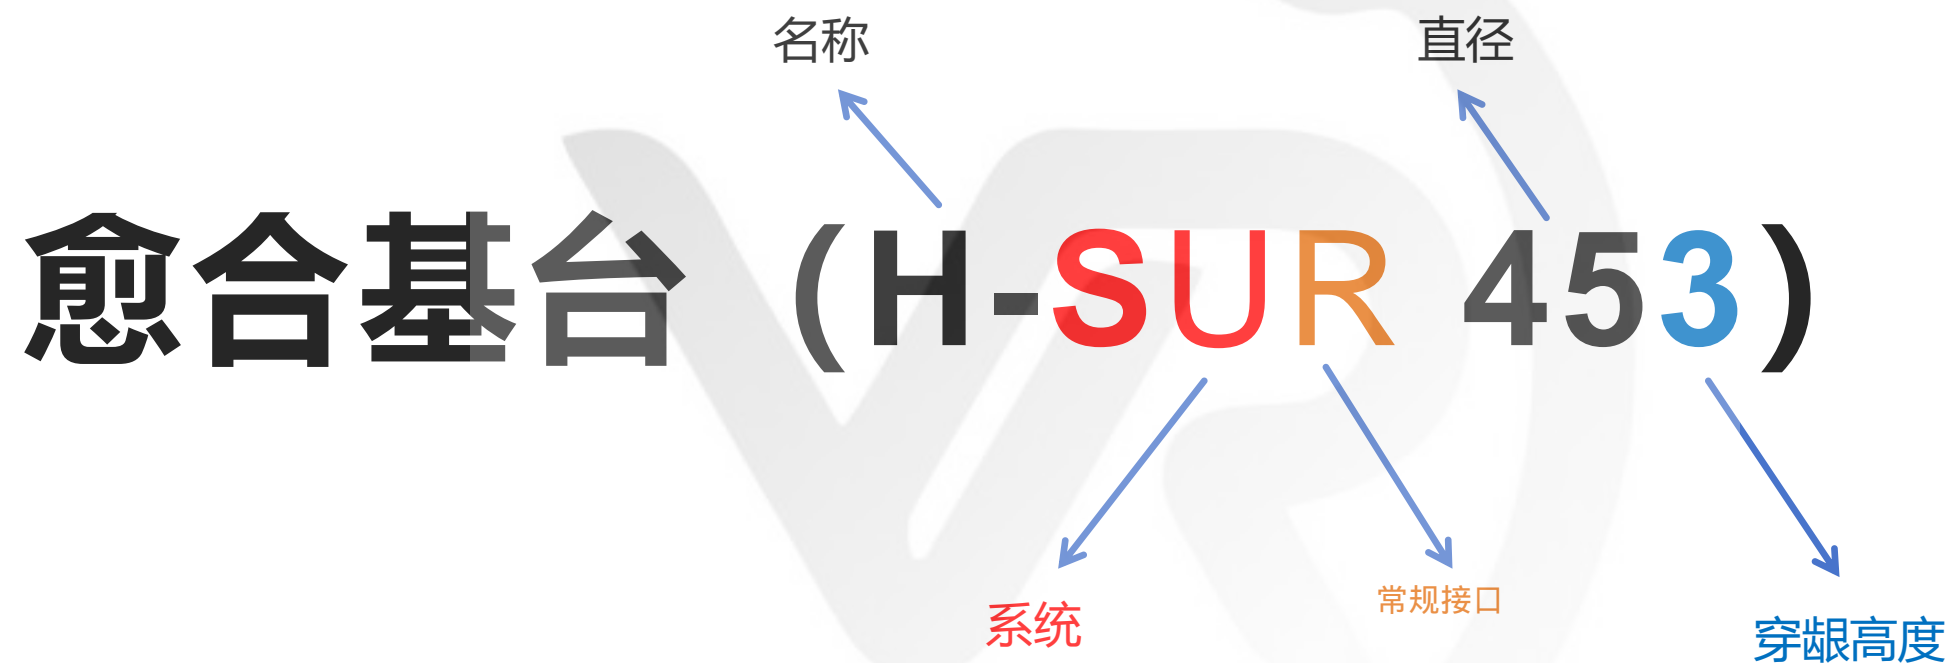 名称
直径
愈合基台（H-SUR 453）
系统
常规接口
穿龈高度